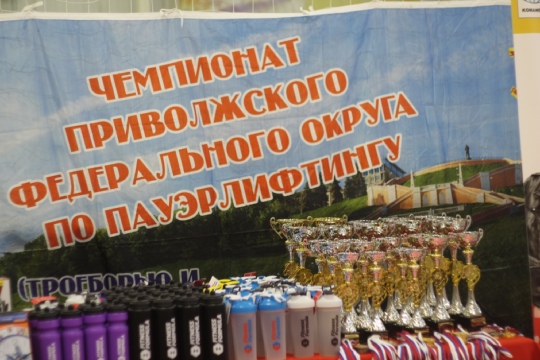 ЧЕМПИОНАТ
ПРИВОЛЖСКОГО
ФЕДЕРАЛЬНОГО ОКРУГА
ПО ПАУЭРЛИФТИНГУ
(ТРОЕБОРЬЮ И